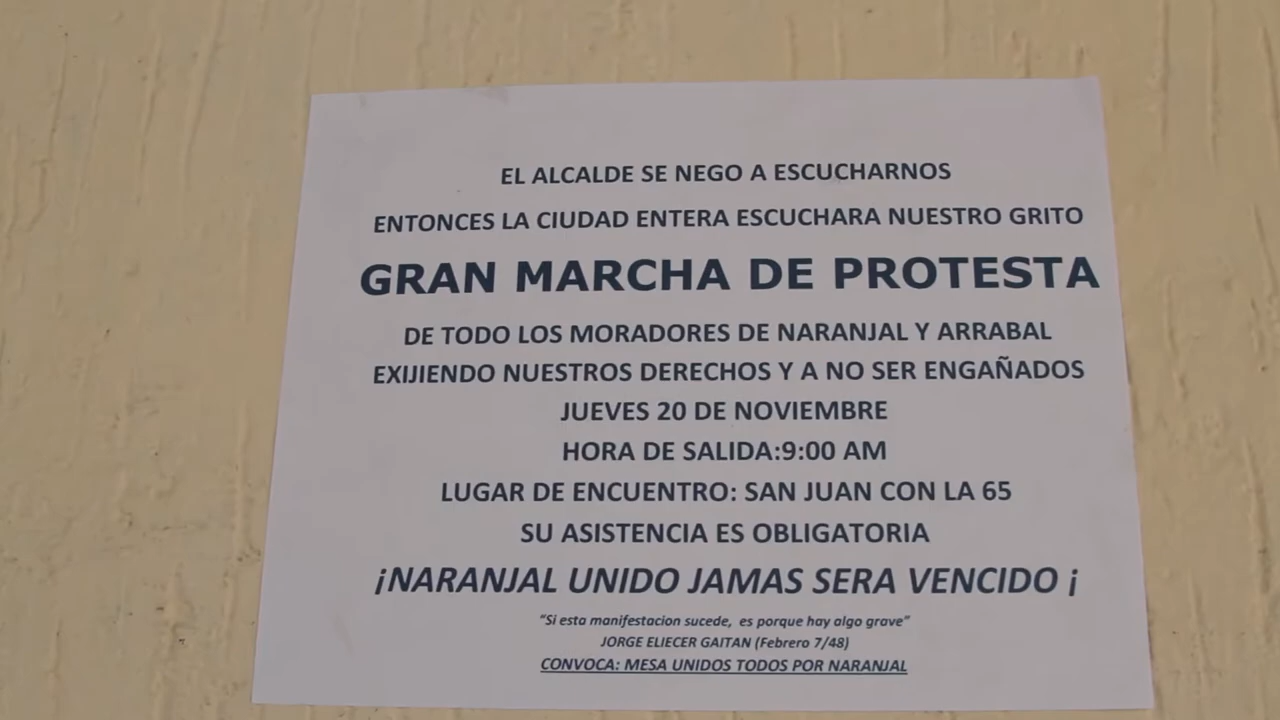 EL ALCALDE SE NEGO A ESCUCHARNOS
ENTONCES LA CIUDAD ENTERA ESCUCHARA NUESTRO GRITO
GRAN MARCHA DE PROTESTA
DE TODO LOS MORADORES DE NARANJAL Y ARRABAL
EXIJIENDO NUESTROS DERECHOS Y A NO SER ENGAÑADOS
JUEVES 20 DE NOVIEMBRE
HORA DE SALIDA:9:00 AM
LUGAR DE ENCUENTRO: SAN JUAN CON LA 65
SU ASISTENCIA ES OBLIGATORIA
¡NARANJAL UNIDO JAMAS SERA VENCIDO ¡
"Si esta manifestacion sucede, es porque hay algo grave"
JORGE ELIECER GAITAN (Febrero 7/48)
CONVOCA: MESA UNIDOS TODOS POR NARANJAL